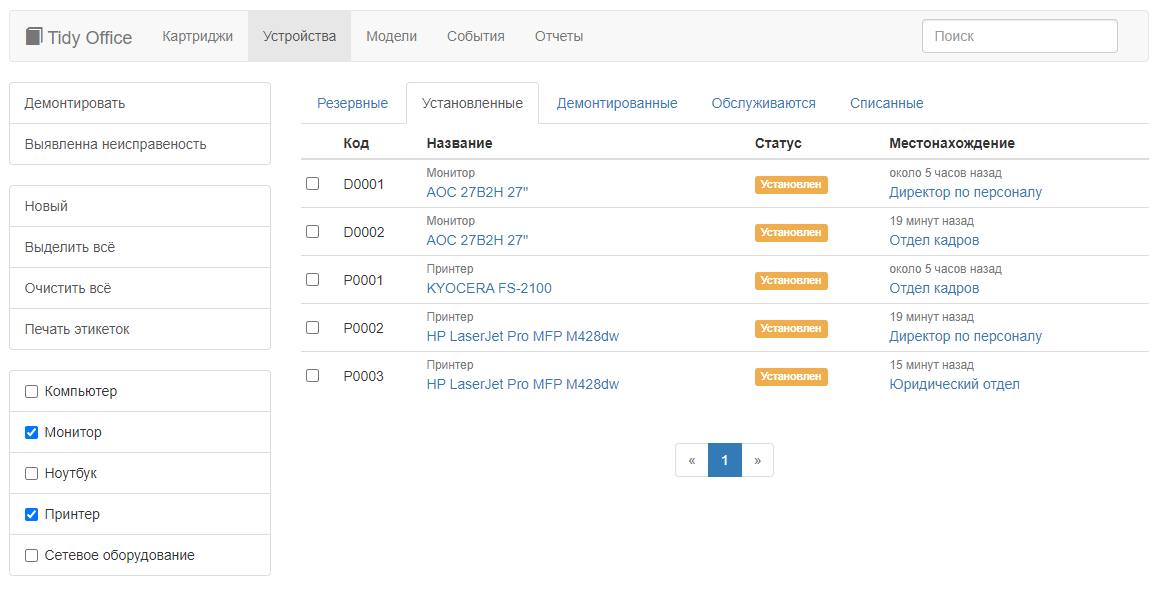 Tidy Office Картриджи Устройства Модели События Отчеты Поиск
Демонтировать
Выявленна неисправеность
Новый
Выделить всё
Очистить всё
Печать этикеток
Компьютер
Монитор
Ноутбук
Принтер
Сетевое оборудование
Резервные Установленные Демонтированные Обслуживаются Списанные
Код Название Статус Местонахождение
Монитор около 5 часов назад
D0001 Установлен
AOC 27B2H 27" Директор по персоналу
Монитор 19 минут назад
D0002 Установлен
AOC 27B2H 27" Отдел кадров
Принтер около 5 часов назад
P0001 Установлен
KYOCERA FS-2100 Отдел кадров
Принтер 19 минут назад
P0002 Установлен
HP LaserJet Pro MFP M428dw Директор по персоналу
Принтер 15 минут назад
P0003 Установлен
HP LaserJet Pro MFP M428dw Юридический отдел
« 1 »